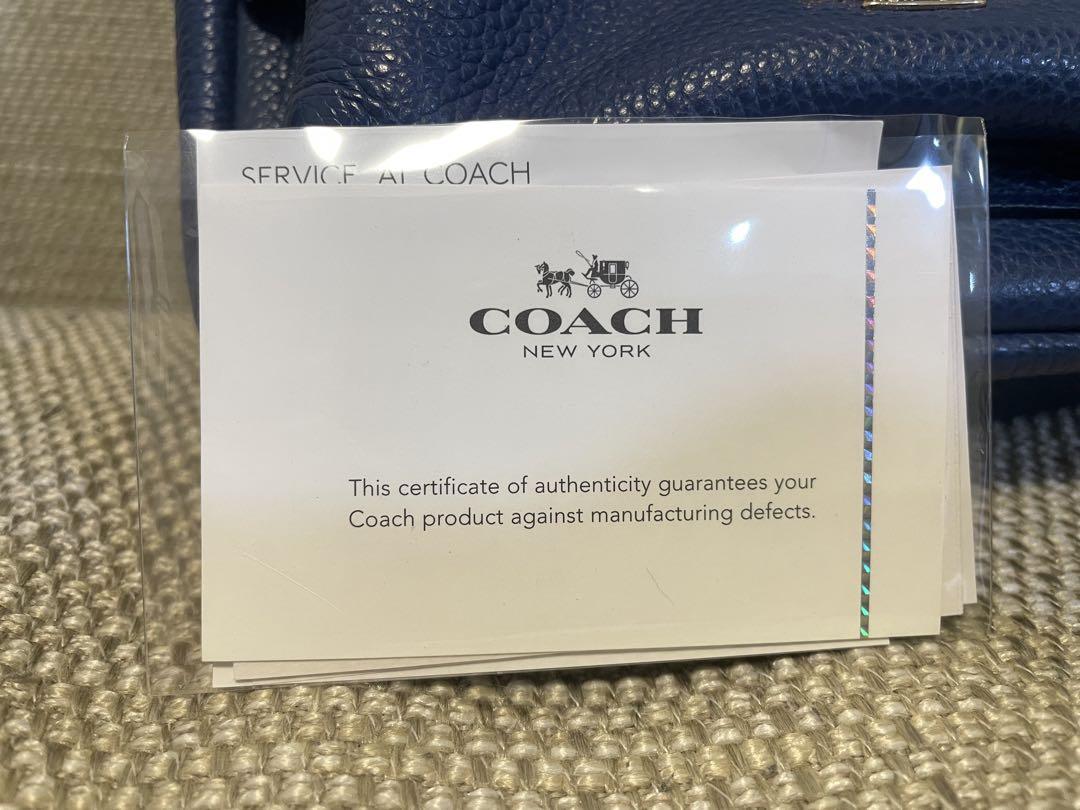 SERVICE AT COACH
COACH
NEW YORK
This certificate of authenticity guarantees your
Coach product against manufacturing defects.